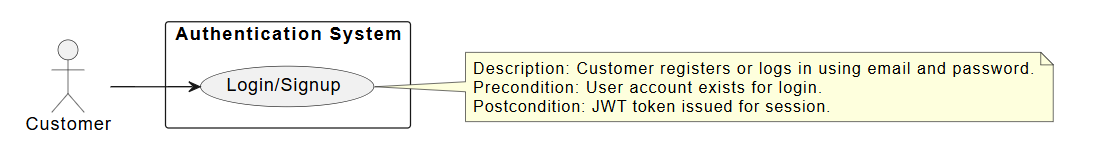 Authentication System
Login/Signup
Customer
Description: Customer registers or logs in using email and password.
Precondition: User account exists for login.
Postcondition: JWT token issued for session.